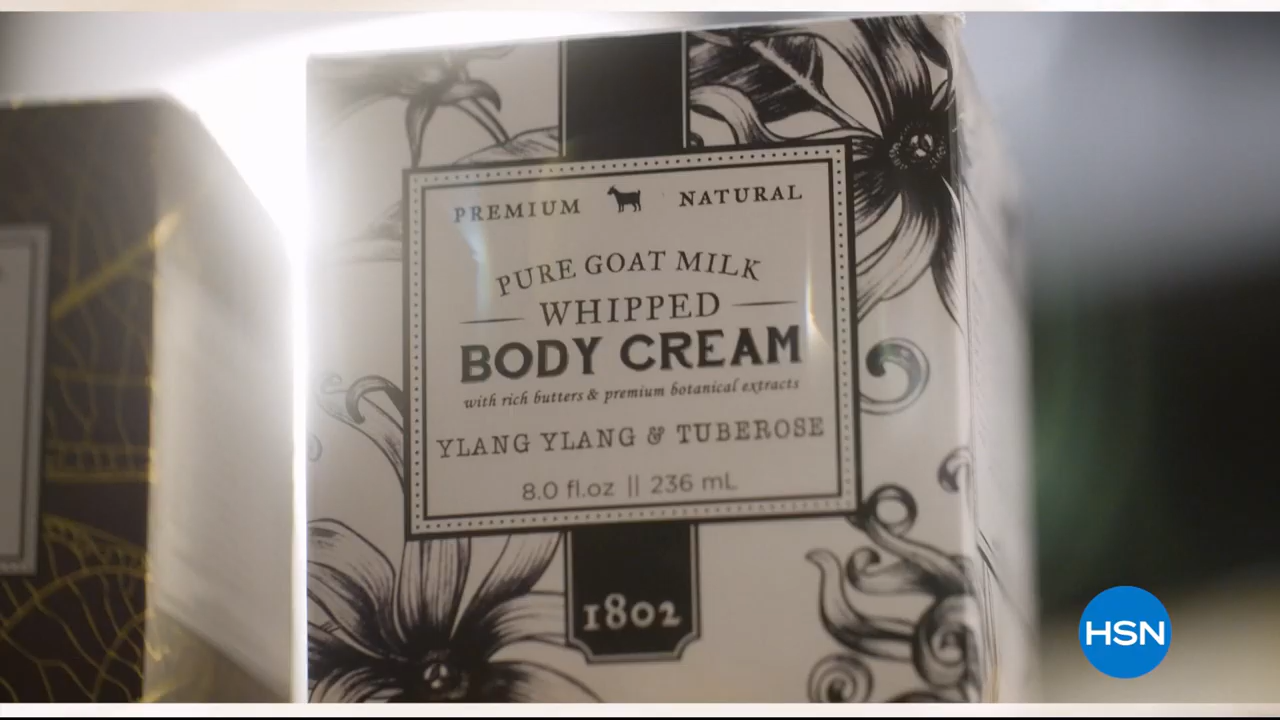 PREMIUM NATURAL
PURE GOAT MILK
WHIPPED
BODY CREAM
with rich butters & premium botanical extracts
YLANG YLANG & TUBEROSE
8.0 fl.oz || 236 mL
1802
HSN